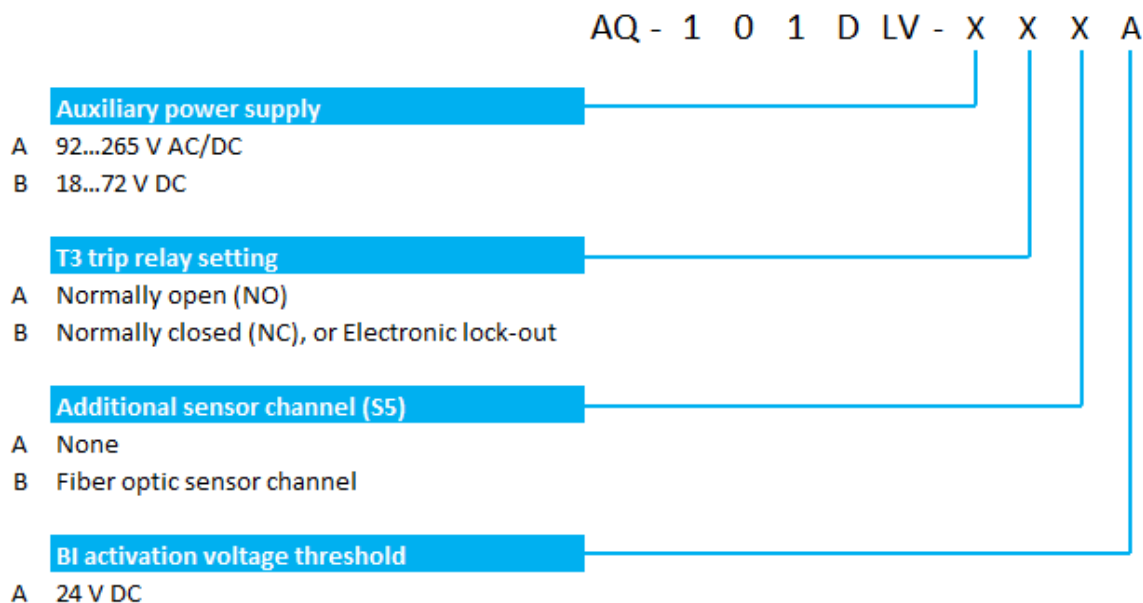 AQ - 1 0 1 D LV - X X X A
Auxiliary power supply
A 92...265 V AC/DC
B 18...72 V DC
T3 trip relay setting
A Normally open (NO)
B Normally closed (NC), or Electronic lock-out
Additional sensor channel (S5)
A None
B Fiber optic sensor channel
BI activation voltage threshold
A 24 V DC